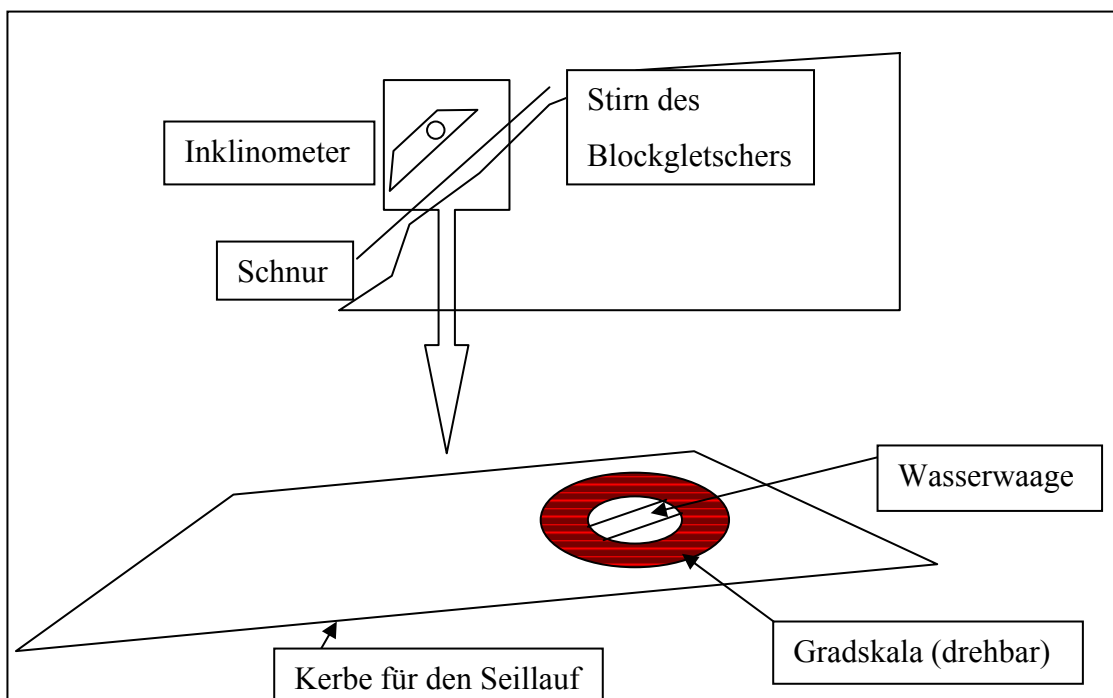 Stirn des
Blockgletschers
Inklinometer
Schnur
Wasserwaage
Gradskala (drehbar)
Kerbe für den Seillauf